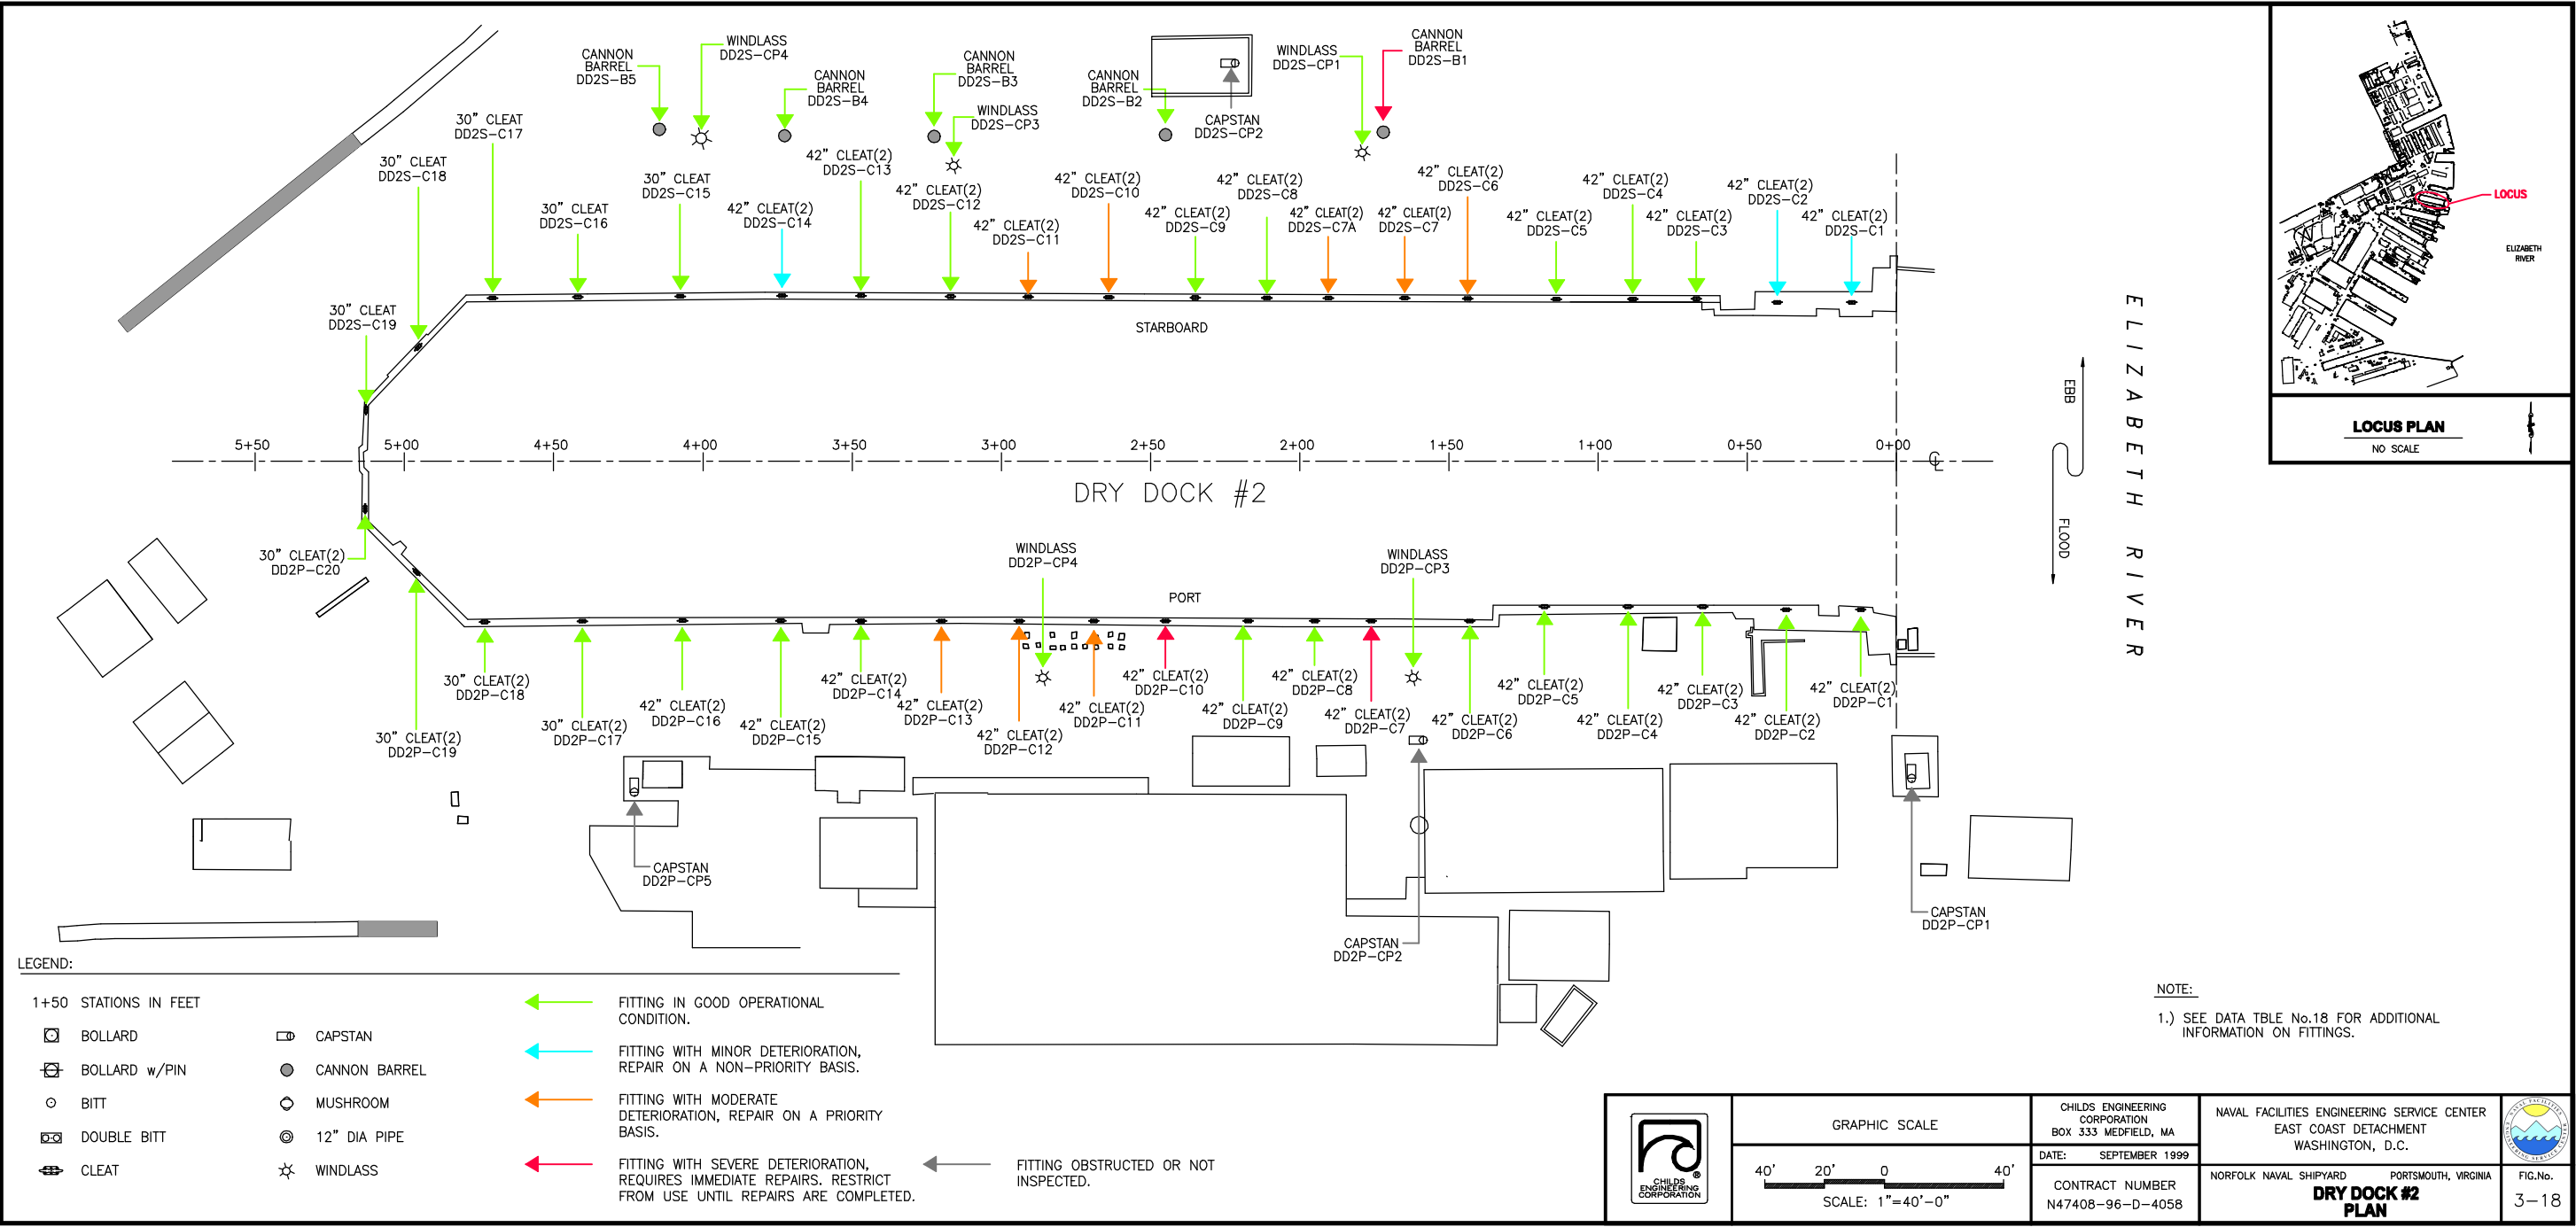 CANNON
BARREL
DD2S-B5
WINDLASS
DD2S-CP4
CANNON
BARREL
DD2S-B4
CANNON
BARREL
DD2S-B3
WINDLASS
DD2S-CP3
CANNON
BARREL
DD2S-B2
CAPSTAN
DD2S-CP2
WINDLASS
DD2S-CP1
CANNON
BARREL
DD2S-B1
30" CLEAT
DD2S-C19
30" CLEAT
DD2S-C18
30" CLEAT
DD2S-C17
30" CLEAT
DD2S-C16
30" CLEAT
DD2S-C15
42" CLEAT(2)
DD2S-C14
42" CLEAT(2)
DD2S-C13
42" CLEAT(2)
DD2S-C12
42" CLEAT(2)
DD2S-C11
42" CLEAT(2)
DD2S-C10
42" CLEAT(2)
DD2S-C9
42" CLEAT(2)
DD2S-C8
42" CLEAT(2)
DD2S-C7A
42" CLEAT(2)
DD2S-C7
42" CLEAT(2)
DD2S-C6
42" CLEAT(2)
DD2S-C5
42" CLEAT(2)
DD2S-C4
42" CLEAT(2)
DD2S-C3
42" CLEAT(2)
DD2S-C2
42" CLEAT(2)
DD2S-C1
STARBOARD
5+50 5+00 4+50 4+00 3+50 3+00 2+50 2+00 1+50 1+00 0+50 0+00
DRY DOCK #2
EBB
FLOOD
ELIZABETH RIVER
LOCUS
ELIZABETH
RIVER
LOCUS PLAN
NO SCALE
PORT
30" CLEAT(2)
DD2P-C20
30" CLEAT(2)
DD2P-C19
30" CLEAT(2)
DD2P-C18
30" CLEAT(2)
DD2P-C17
42" CLEAT(2)
DD2P-C16
42" CLEAT(2)
DD2P-C15
42" CLEAT(2)
DD2P-C14
42" CLEAT(2)
DD2P-C13
42" CLEAT(2)
DD2P-C12
WINDLASS
DD2P-CP4
42" CLEAT(2)
DD2P-C11
42" CLEAT(2)
DD2P-C10
42" CLEAT(2)
DD2P-C9
42" CLEAT(2)
DD2P-C8
42" CLEAT(2)
DD2P-C7
WINDLASS
DD2P-CP3
42" CLEAT(2)
DD2P-C6
42" CLEAT(2)
DD2P-C5
42" CLEAT(2)
DD2P-C4
42" CLEAT(2)
DD2P-C3
42" CLEAT(2)
DD2P-C2
42" CLEAT(2)
DD2P-C1
CAPSTAN
DD2P-CP5
CAPSTAN
DD2P-CP2
CAPSTAN
DD2P-CP1
LEGEND:
1+50 STATIONS IN FEET
BOLLARD
BOLLARD w/PIN
BITT
DOUBLE BITT
CLEAT
CAPSTAN
CANNON BARREL
MUSHROOM
12" DIA PIPE
WINDLASS
FITTING IN GOOD OPERATIONAL
CONDITION.
FITTING WITH MINOR DETERIORATION,
REPAIR ON A NON-PRIORITY BASIS.
FITTING WITH MODERATE
DETERIORATION, REPAIR ON A PRIORITY
BASIS.
FITTING WITH SEVERE DETERIORATION,
REQUIRES IMMEDIATE REPAIRS. RESTRICT
FROM USE UNTIL REPAIRS ARE COMPLETED.
FITTING OBSTRUCTED OR NOT
INSPECTED.
NOTE:
1.) SEE DATA TBLE No.18 FOR ADDITIONAL
INFORMATION ON FITTINGS.
CHILDS
ENGINEERING
CORPORATION
®
GRAPHIC SCALE
40' 20' 0 40'
SCALE: 1"=40'-0"
CHILDS ENGINEERING
CORPORATION
BOX 333 MEDFIELD, MA
DATE: SEPTEMBER 1999
CONTRACT NUMBER
N47408-96-D-4058
NAVAL FACILITIES ENGINEERING SERVICE CENTER
EAST COAST DETACHMENT
WASHINGTON, D.C.
NORFOLK NAVAL SHIPYARD PORTSMOUTH, VIRGINIA
DRY DOCK #2
PLAN
FIG.No.
3-18